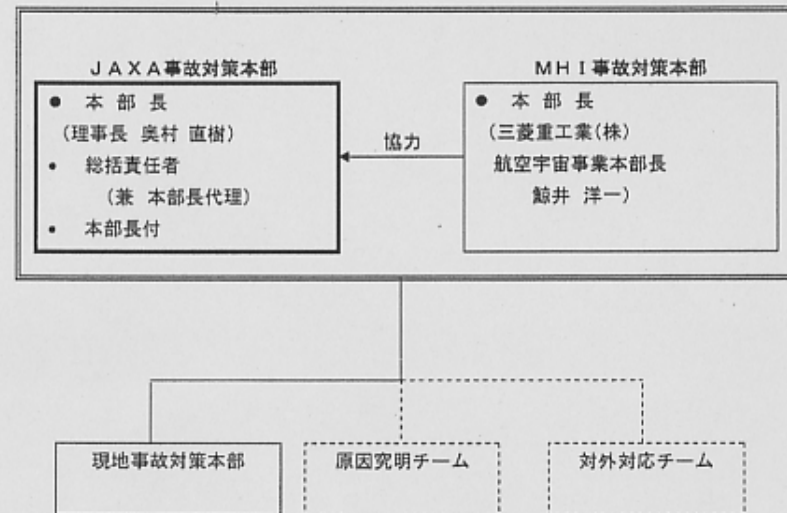 JAXA事故対策本部
● 本部長
(理事長 奥村 直樹)
・ 総括責任者
(兼 本部長代理)
・ 本部長付
協力
MHI事故対策本部
● 本部長
(三菱重工業(株)
航空宇宙事業本部長
鯨井 洋一)
現地事故対策本部
原因究明チーム
対外対応チーム